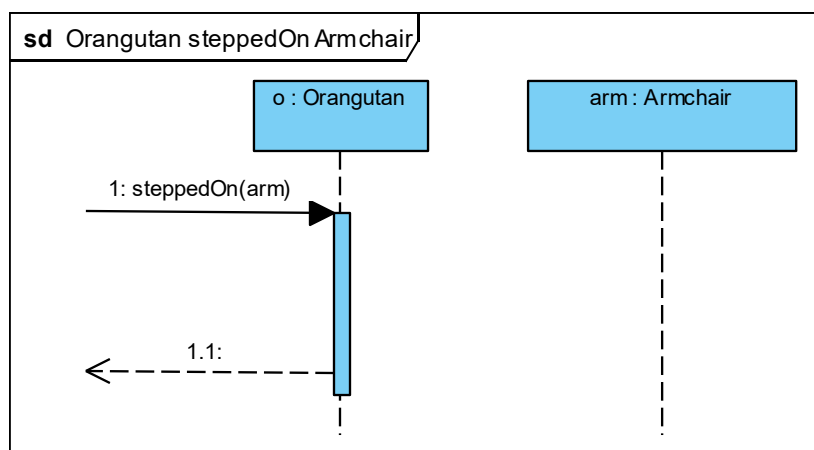 sd Orangutan steppedOn Armchair
o : Orangutan
arm : Armchair
1: steppedOn(arm)
1.1: